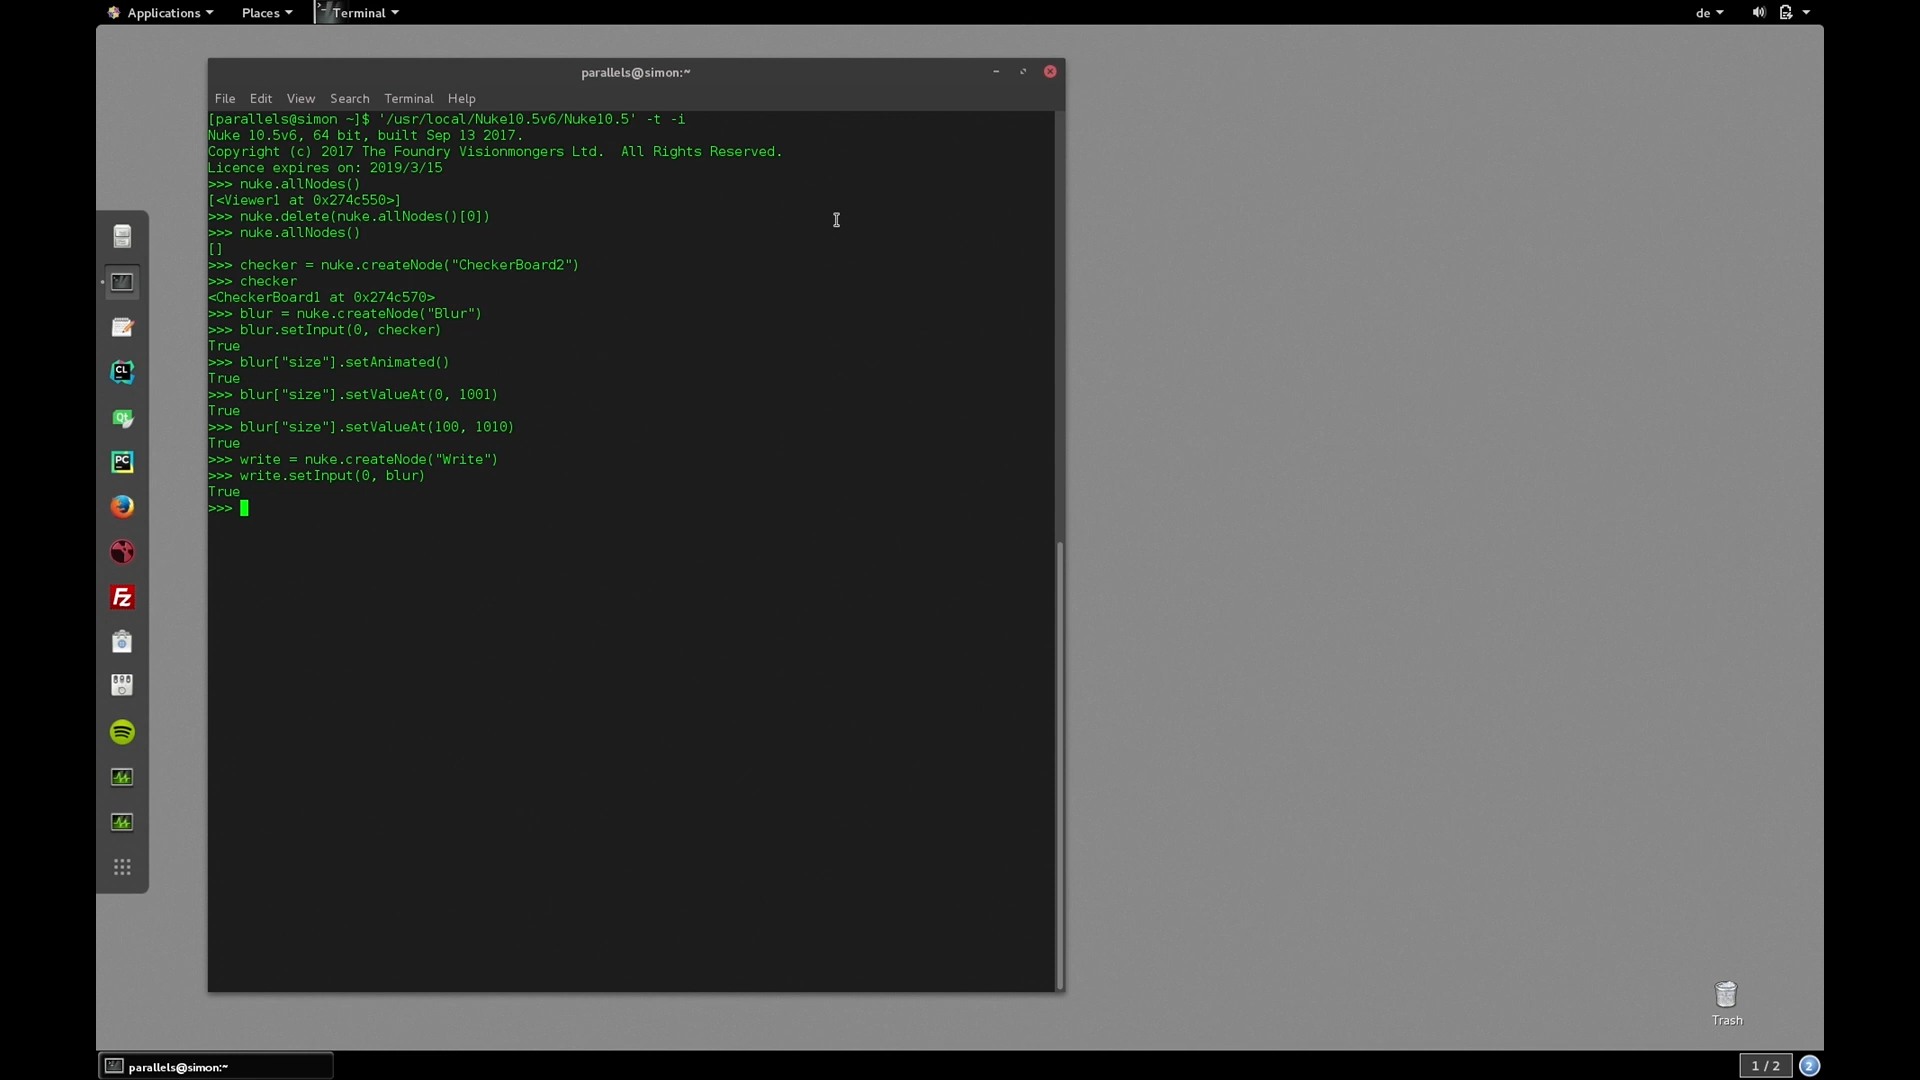 Applications Places Terminal de
parallels@simon:~
File Edit View Search Terminal Help
[parallels@simon ~]$ '/usr/local/Nuke10.5v6/Nuke10.5' -t -i
Nuke 10.5v6, 64 bit, built Sep 13 2017.
Copyright (c) 2017 The Foundry Visionmongers Ltd.  All Rights Reserved.
Licence expires on: 2019/3/15
>>> nuke.allNodes()
[<Viewer1 at 0x274c550>]
>>> nuke.delete(nuke.allNodes()[0])
>>> nuke.allNodes()
[]
>>> checker = nuke.createNode("CheckerBoard2")
>>> checker
<CheckerBoard1 at 0x274c570>
>>> blur = nuke.createNode("Blur")
>>> blur.setInput(0, checker)
True
>>> blur["size"].setAnimated()
True
>>> blur["size"].setValueAt(0, 1001)
True
>>> blur["size"].setValueAt(100, 1010)
True
>>> write = nuke.createNode("Write")
>>> write.setInput(0, blur)
True
>>>
CL
Qt
PC
Fz
Trash
parallels@simon:~ 1 / 2 2